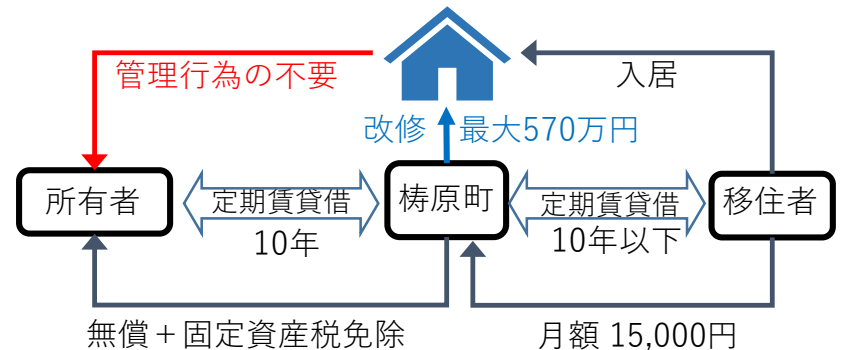 管理行為の不要
入居
改修
最大570万円
所有者
定期賃貸借
10年
梼原町
定期賃貸借
10年以下
移住者
無償＋固定資産税免除
月額 15,000円